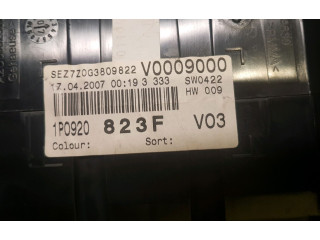 SEZ7Z0G3809822 V0009000
17.04.2007 00:19 3 333 SW0422
HW 009
1P0920 823F V03
Colour: Sort: